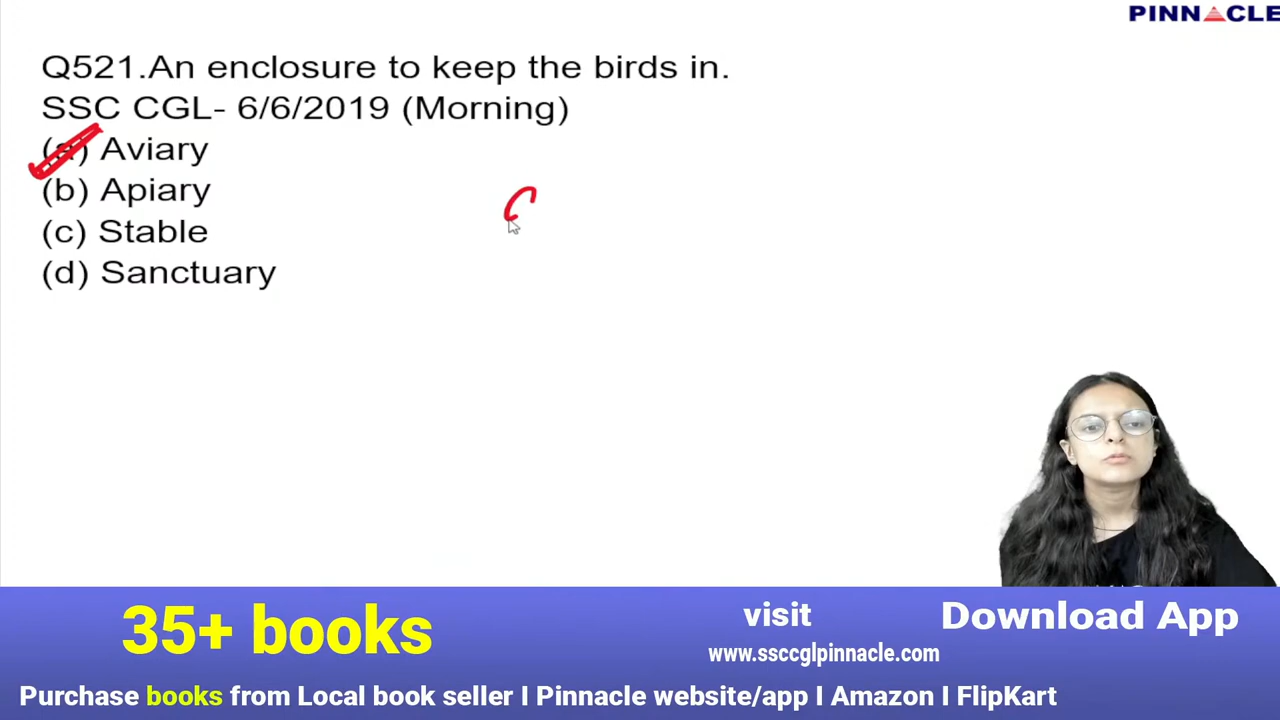 PINNACLE
Q521.An enclosure to keep the birds in.
SSC CGL- 6/6/2019 (Morning)
(a) Aviary
(b) Apiary
(c) Stable
(d) Sanctuary
35+ books
visit
www.ssccglpinnacle.com
Download App
Purchase books from Local book seller I Pinnacle website/app I Amazon I FlipKart